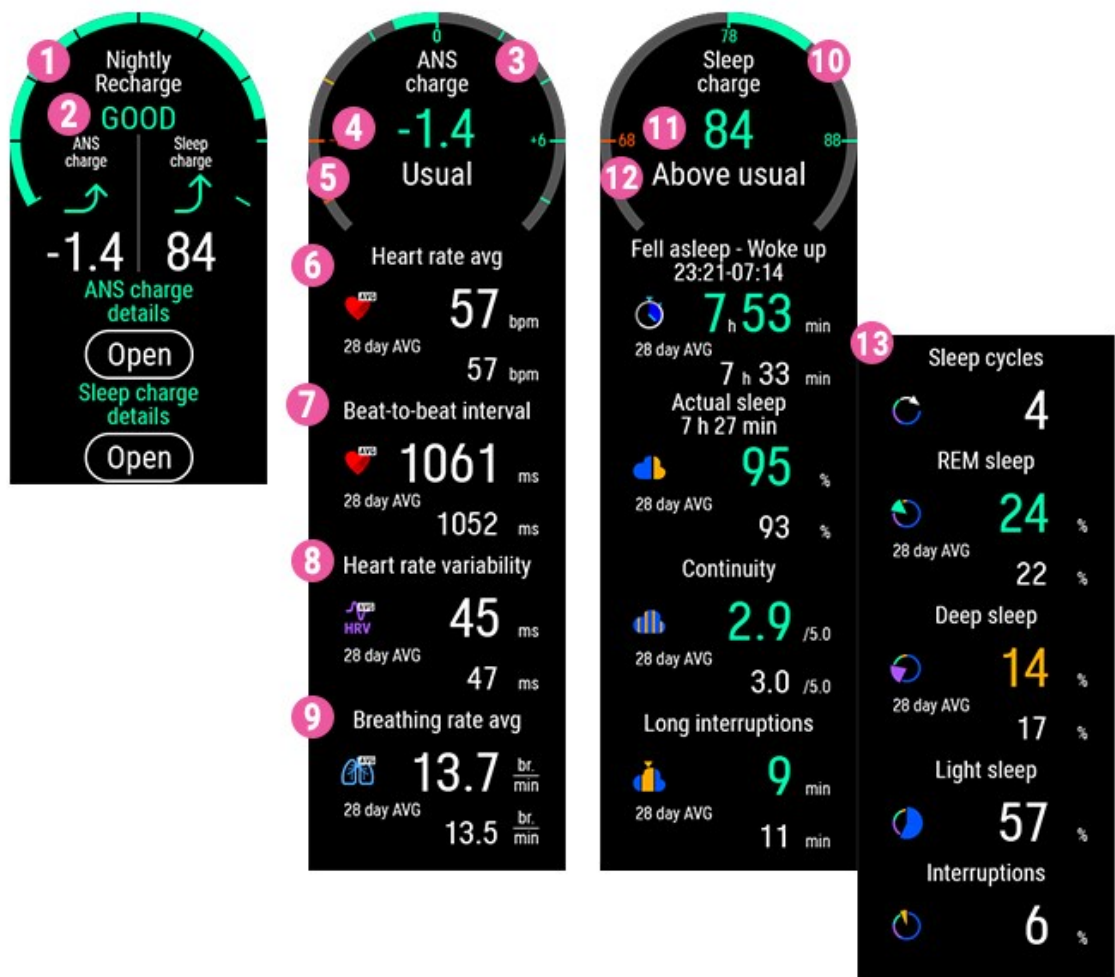 1
Nightly
Recharge
2
GOOD
ANS
charge
Sleep
charge
-1.4
84
ANS charge
details
Open
Sleep charge
details
Open
0
ANS
charge
3
4
-1.4
+6
5
Usual
6
Heart rate avg
AVG
57 bpm
28 day AVG
57 bpm
7
Beat-to-beat interval
AVG
1061 ms
28 day AVG
1052 ms
8
Heart rate variability
AVG
HRV
45 ms
28 day AVG
47 ms
9
Breathing rate avg
AVG
13.7 br.
min
28 day AVG
13.5 br.
min
78
Sleep
charge
10
68
11
84
88
12
Above usual
Fell asleep - Woke up
23:21-07:14
7 h 53 min
28 day AVG
7 h 33 min
Actual sleep
7 h 27 min
95 %
28 day AVG
93 %
Continuity
2.9 /5.0
28 day AVG
3.0 /5.0
Long interruptions
9 min
28 day AVG
11 min
13
Sleep cycles
4
REM sleep
24 %
28 day AVG
22 %
Deep sleep
14 %
28 day AVG
17 %
Light sleep
57 %
Interruptions
6 %